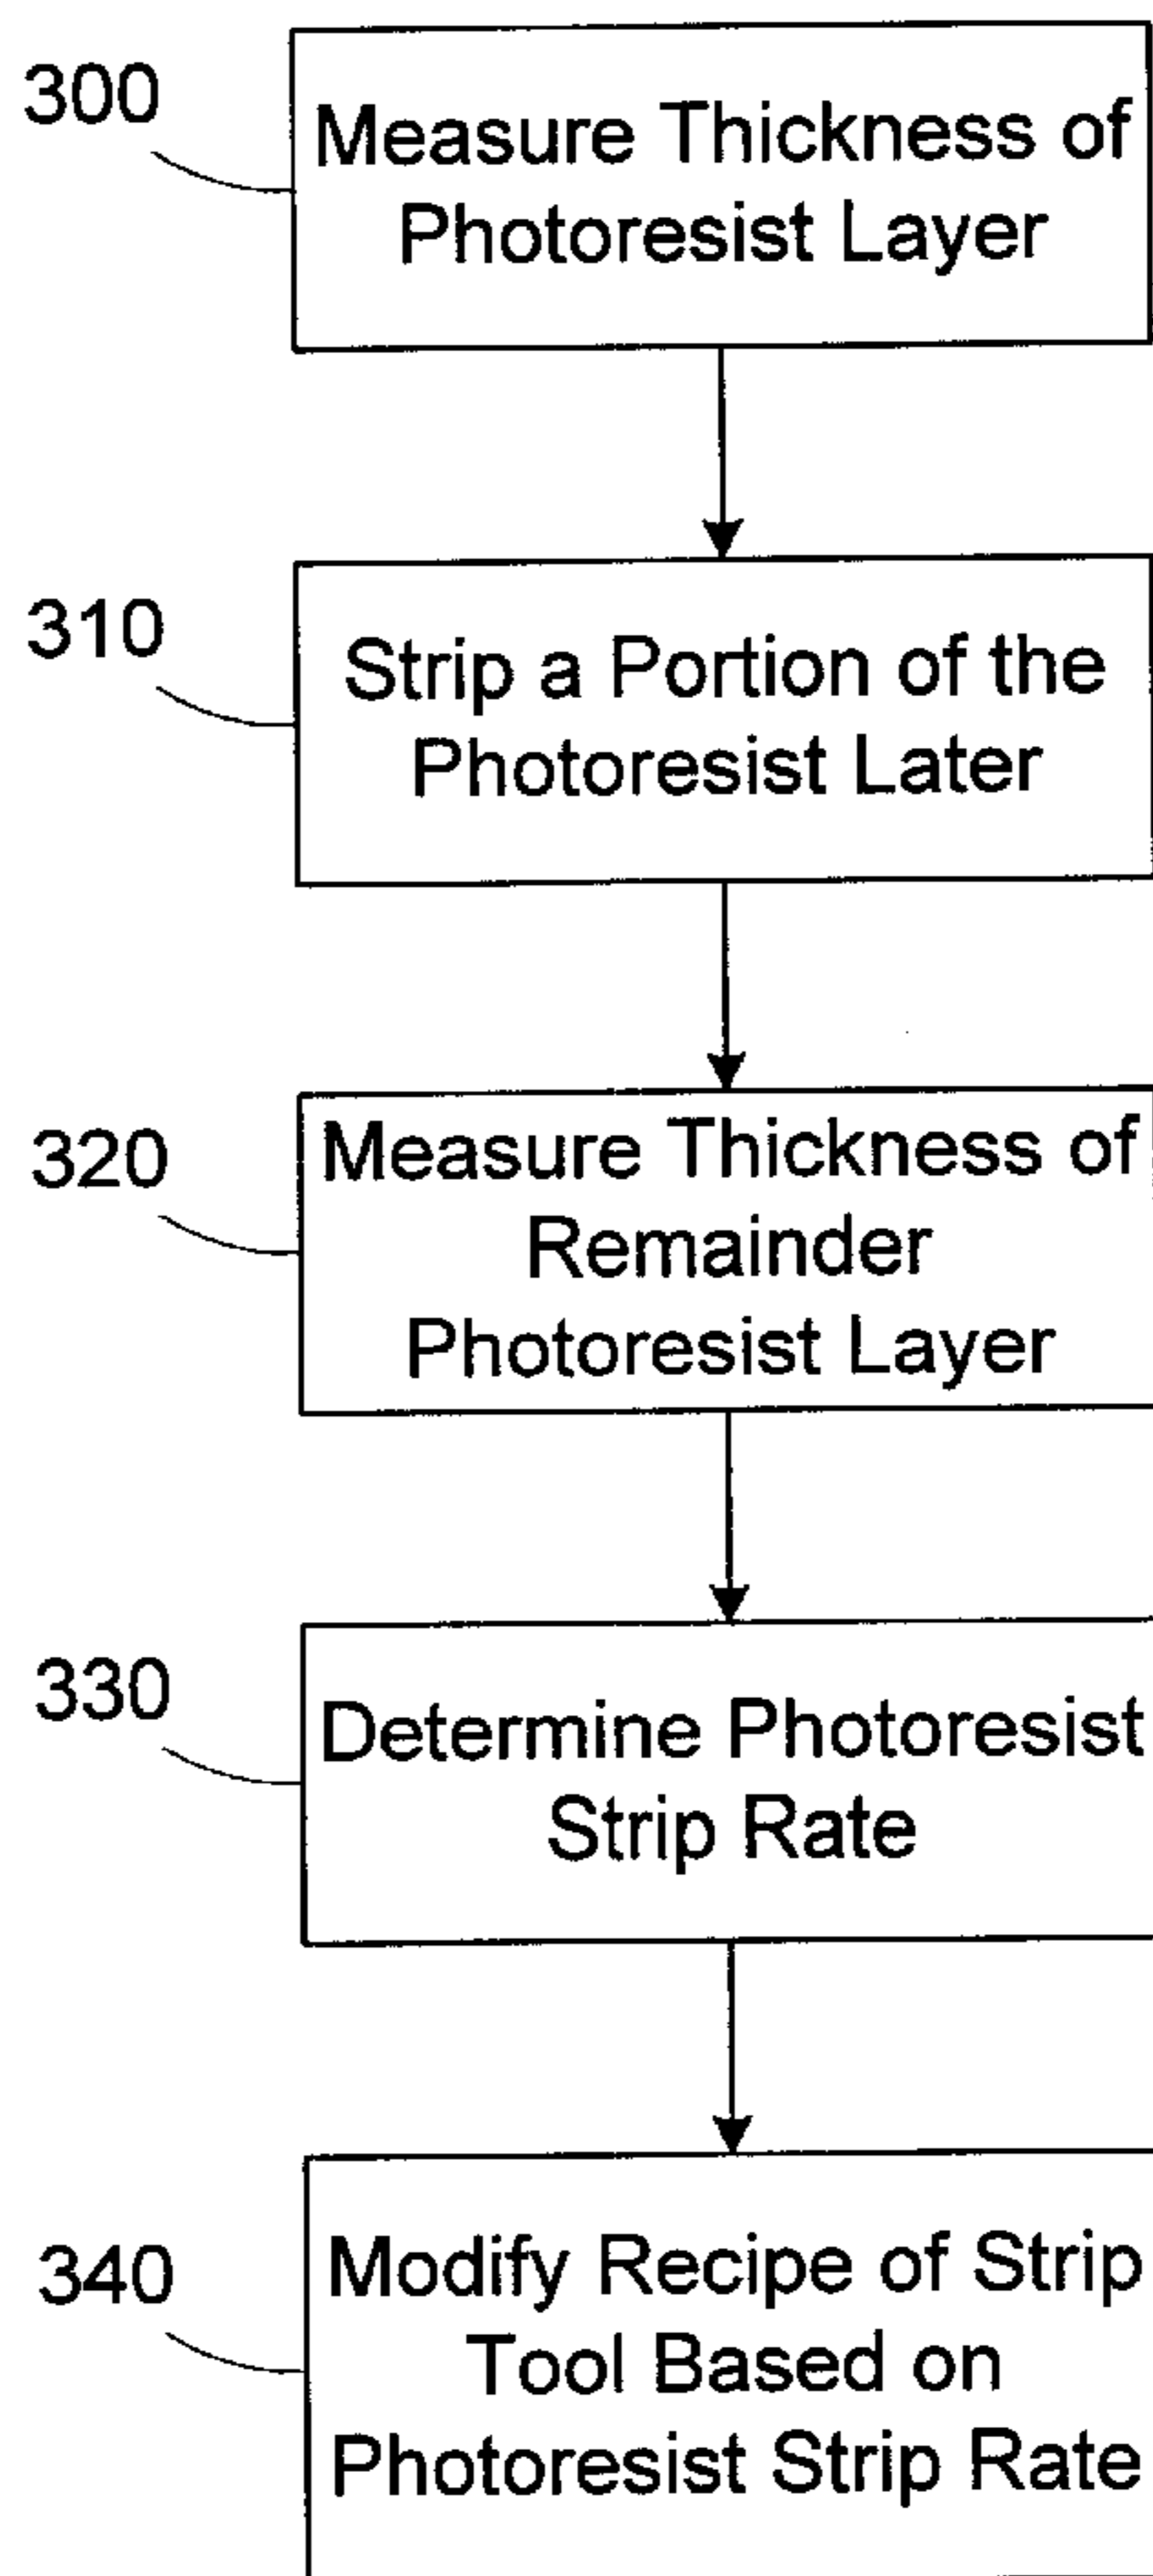 300
Measure Thickness of
Photoresist Layer
310
Strip a Portion of the
Photoresist Later
320
Measure Thickness of
Remainder
Photoresist Layer
330
Determine Photoresist
Strip Rate
340
Modify Recipe of Strip
Tool Based on
Photoresist Strip Rate